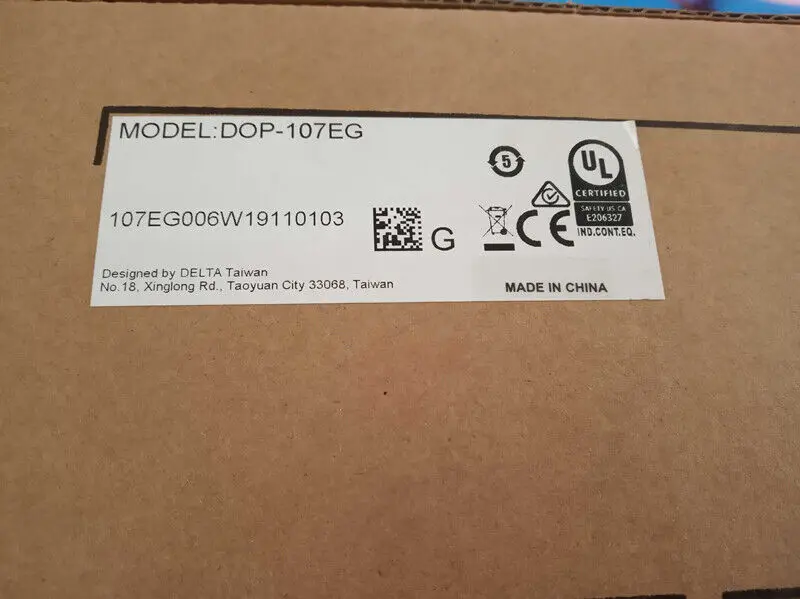 MODEL:DOP-107EG
107EG006W19110103
G
5
UL
CERTIFIED
SAFETY US CA
E206327
IND.CONT.EQ.
CE
Designed by DELTA Taiwan
No.18, Xinglong Rd., Taoyuan City 33068, Taiwan
MADE IN CHINA